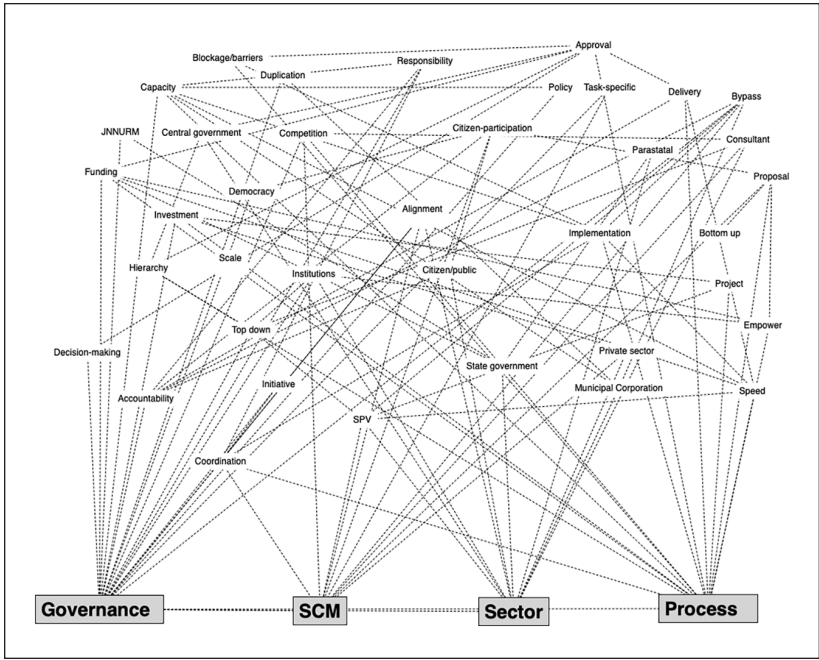 Approval
Blockage/barriers
Responsibility
Duplication
Capacity
Policy
Task-specific
Delivery
Bypass
JNNURM
Central government
Competition
Citizen-participation
Consultant
Parastatal
Funding
Proposal
Democracy
Investment
Alignment
Implementation
Bottom up
Scale
Hierarchy
Institutions
Citizen/public
Project
Top down
Empower
Decision-making
Private sector
State government
Initiative
Municipal Corporation
Accountability
Speed
SPV
Coordination
Governance
SCM
Sector
Process